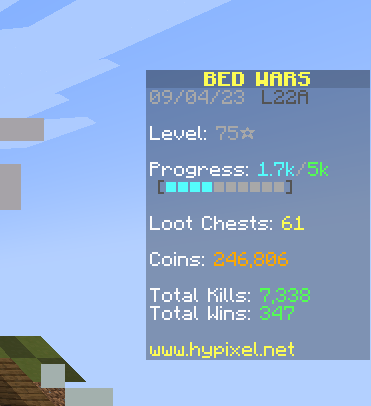 BED WARS
09/04/23 L22A
Level: 75☆
Progress: 1.7k/5k
[■■■■■■■■■■]
Loot Chests: 61
Coins: 246,806
Total Kills: 7,338
Total Wins: 347
www.hypixel.net